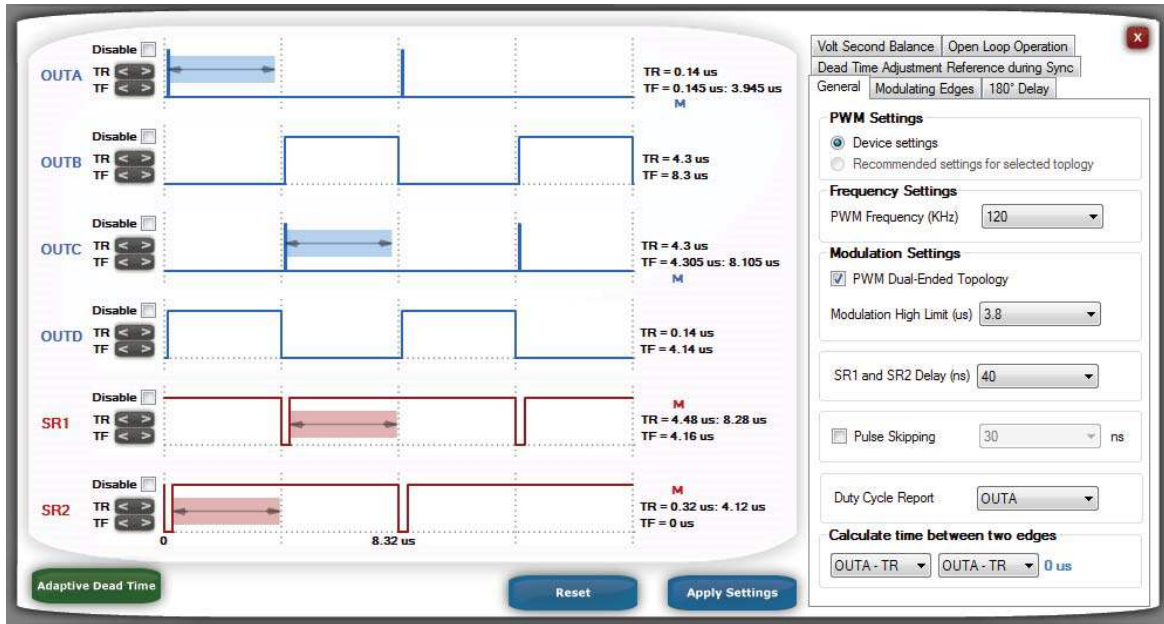 Disable
OUTA TR < > TR = 0.14 us
TF < > TF = 0.145 us: 3.945 us
M
Disable
OUTB TR < > TR = 4.3 us
TF < > TF = 8.3 us
Disable
OUTC TR < > TR = 4.3 us
TF < > TF = 4.305 us: 8.105 us
M
Disable
OUTD TR < > TR = 0.14 us
TF < > TF = 4.14 us
Disable
M
SR1 TR < > TR = 4.48 us: 8.28 us
TF < > TF = 4.16 us
Disable
M
SR2 TR < > TR = 0.32 us: 4.12 us
TF < > TF = 0 us
0 8.32 us
Adaptive Dead Time
Reset
Apply Settings
x
Volt Second Balance Open Loop Operation
Dead Time Adjustment Reference during Sync
General Modulating Edges 180° Delay
PWM Settings
Device settings
Recommended settings for selected toplogy
Frequency Settings
PWM Frequency (KHz) 120
Modulation Settings
PWM Dual-Ended Topology
Modulation High Limit (us) 3.8
SR1 and SR2 Delay (ns) 40
Pulse Skipping 30 ns
Duty Cycle Report OUTA
Calculate time between two edges
OUTA - TR OUTA - TR 0 us